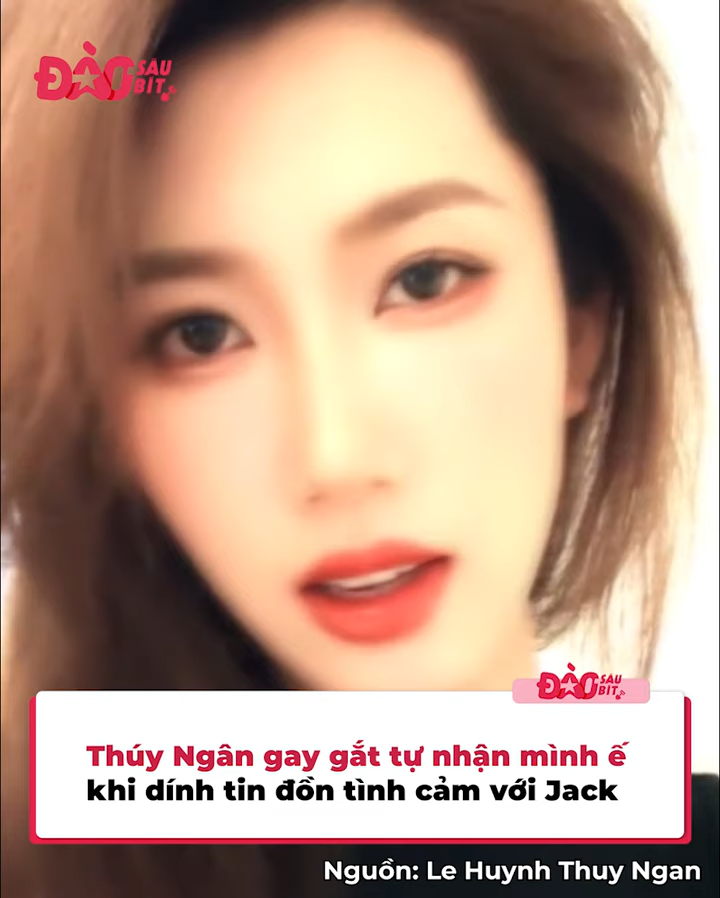 ĐÀO SAU
BIT
ĐÀO SAU
BIT
Thúy Ngân gay gắt tự nhận mình ế
khi dính tin đồn tình cảm với Jack
Nguồn: Le Huynh Thuy Ngan